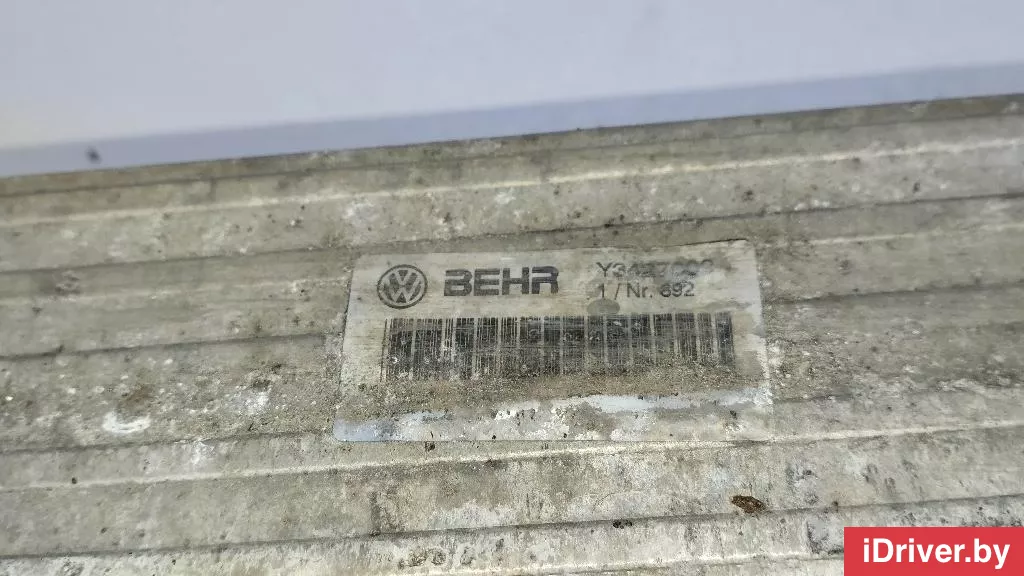 BEHR
1 / Nr. 692
iDriver.by